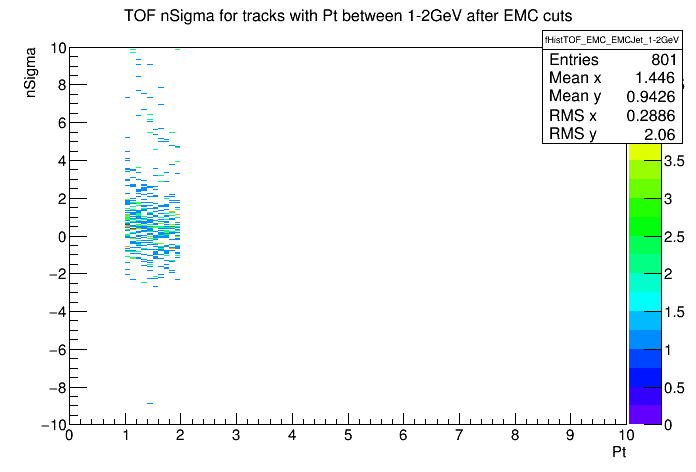 TOF nSigma for tracks with Pt between 1-2GeV after EMC cuts
fHistTOF_EMC_EMCJet_1-2GeV
Entries 801
Mean x 1.446
Mean y 0.9426
RMS x 0.2886
RMS y 2.06
nSigma
10
8
6
4
2
0
−2
−4
−6
−8
−10
0 1 2 3 4 5 6 7 8 9 10
Pt
3.5
3
2.5
2
1.5
1
0.5
0